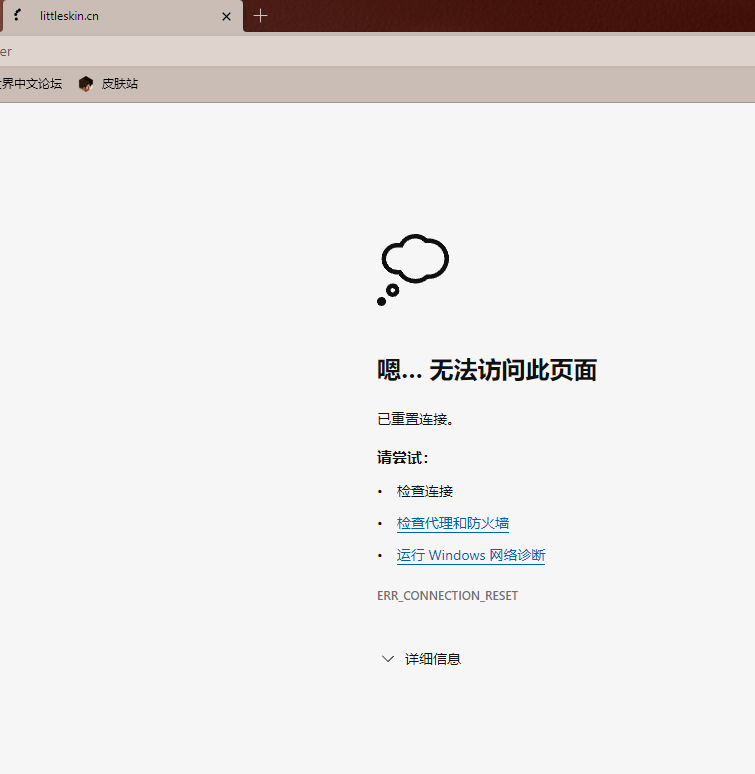 littleskin.cn
er
界中文论坛
皮肤站
嗯… 无法访问此页面
已重置连接。
请尝试:
• 检查连接
• 检查代理和防火墙
• 运行 Windows 网络诊断
ERR_CONNECTION_RESET
详细信息